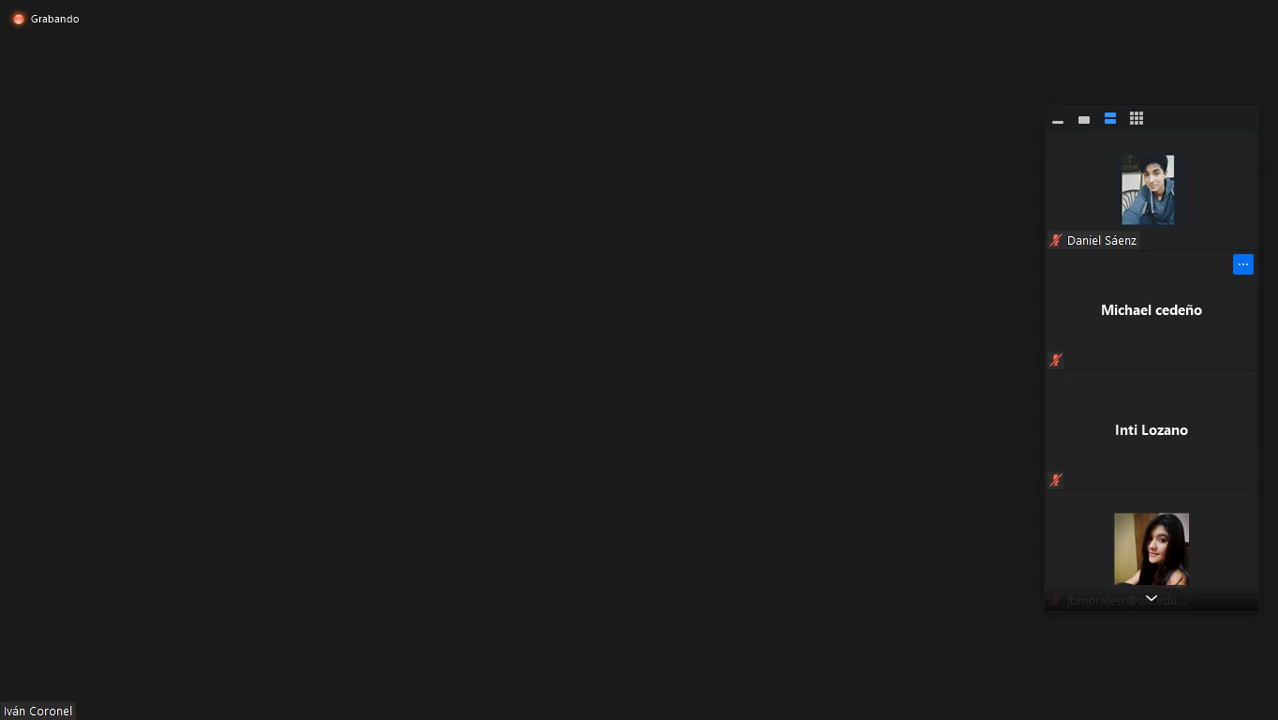 Grabando
Daniel Sáenz
Michael cedeño
Inti Lozano
Iván Coronel